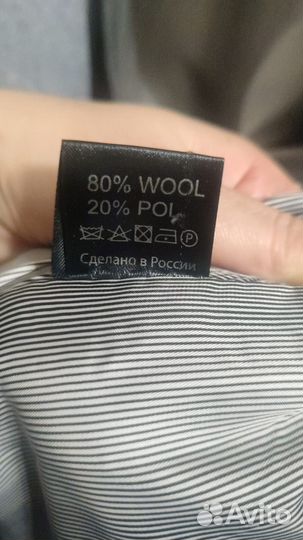 80% WOOL
20% POL
P
Сделано в России
Avito